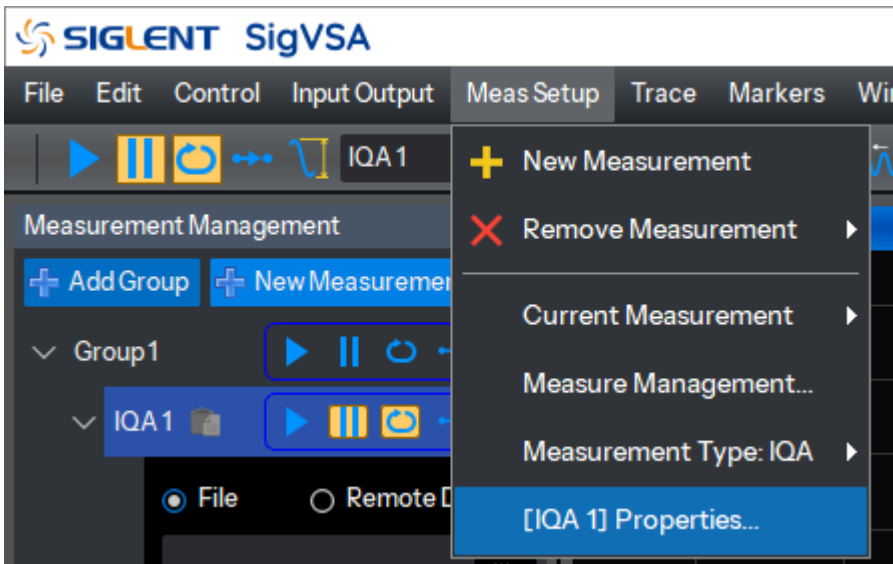 SIGLENT SigVSA
File Edit Control Input Output Meas Setup Trace Markers
IQA 1
New Measurement
Remove Measurement
Measurement Management
Add Group
Current Measurement
Group1
Measure Management...
IQA 1
Measurement Type: IQA
File Remote
[IQA 1] Properties...